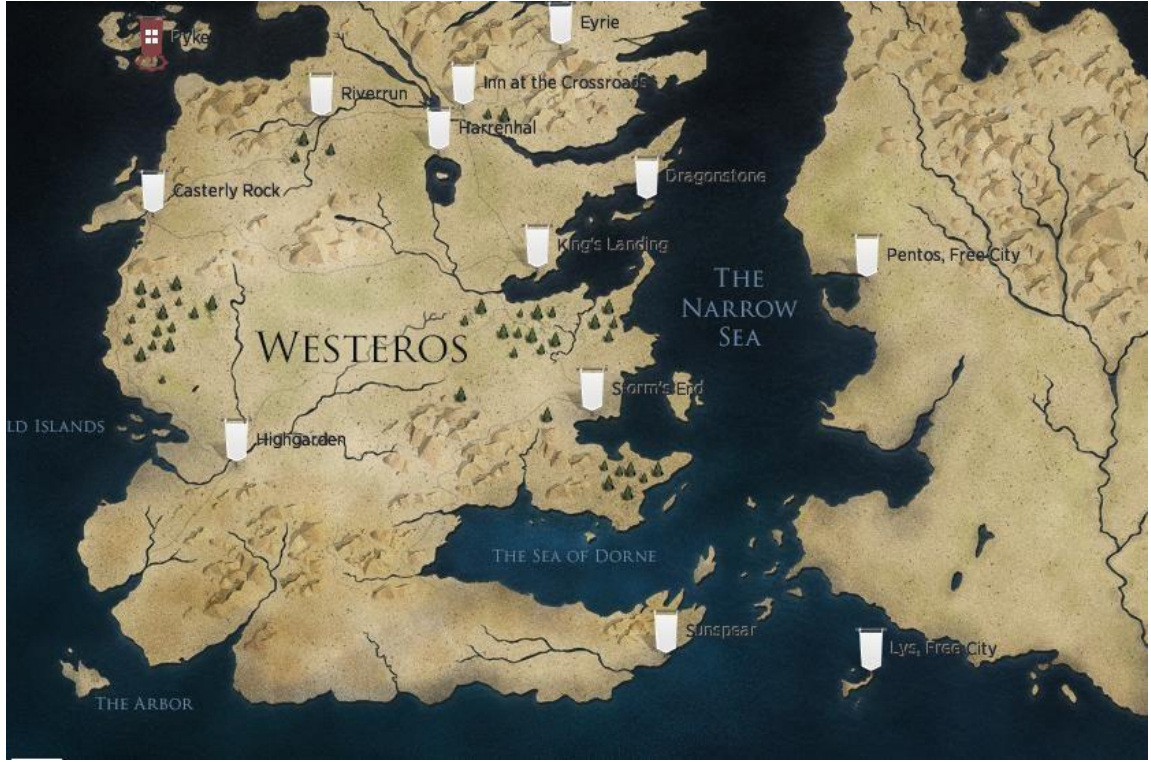 Eyrie
Pyke
Inn at the Crossroads
Riverrun
Harrenhal
Dragonstone
Casterly Rock
King's Landing
Pentos, Free City
THE
NARROW
SEA
WESTEROS
Storm's End
LD ISLANDS
Highgarden
THE SEA OF DORNE
Sunspear
Lys, Free City
THE ARBOR